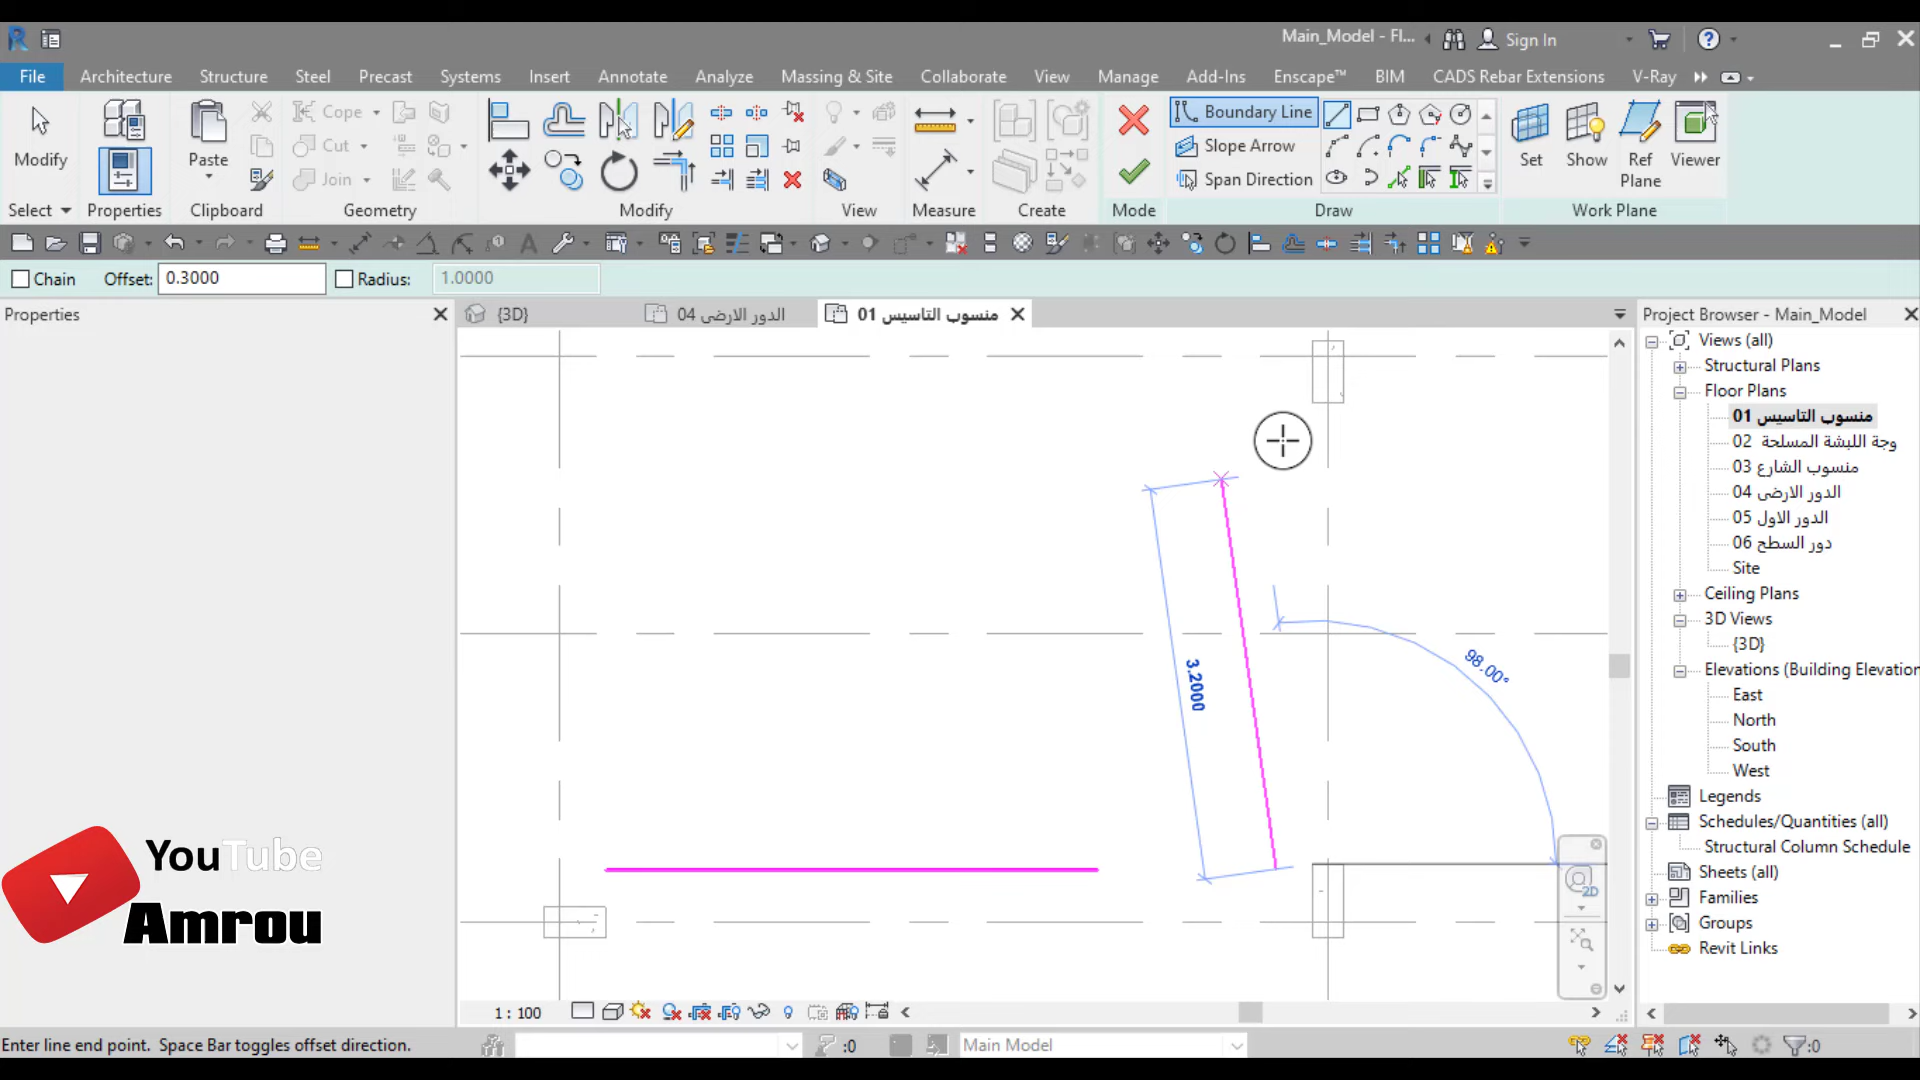 Main_Model - Fl...
Sign In
File
Architecture
Structure
Steel
Precast
Systems
Insert
Annotate
Analyze
Massing & Site
Collaborate
View
Manage
Add-Ins
Enscape™
BIM
CADS Rebar Extensions
V-Ray
Modify
Paste
Cope
Cut
Join
Boundary Line
Slope Arrow
Span Direction
Set
Show
Ref
Plane
Viewer
Select
Properties
Clipboard
Geometry
Modify
View
Measure
Create
Mode
Draw
Work Plane
Chain
Offset:
0.3000
Radius:
1.0000
Properties
{3D}
04 الدور الارضى
01 منسوب التاسيس
Project Browser - Main_Model
Views (all)
Structural Plans
Floor Plans
01 منسوب التاسيس
02 وجة اللبشة المسلحة
03 منسوب الشارع
04 الدور الارضى
05 الدور الاول
06 دور السطح
Site
Ceiling Plans
3D Views
{3D}
Elevations (Building Elevation
East
North
South
West
Legends
Schedules/Quantities (all)
Structural Column Schedule
Sheets (all)
Families
Groups
Revit Links
3.2000
98.00°
2D
YouTube
Amrou
1 : 100
Enter line end point. Space Bar toggles offset direction.
:0
Main Model
:0